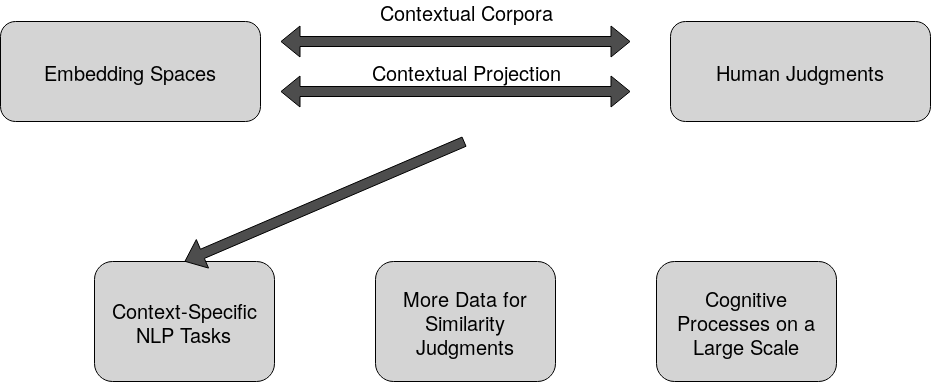 Contextual Corpora
Embedding Spaces
Contextual Projection
Human Judgments
Context-Specific
NLP Tasks
More Data for
Similarity
Judgments
Cognitive
Processes on a
Large Scale